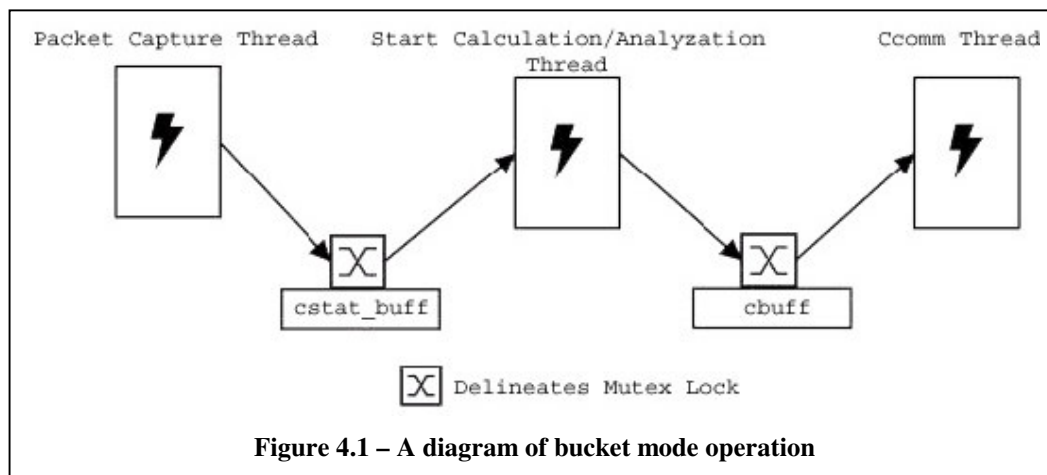 Packet Capture Thread
Start Calculation/Analyzation
Thread
Ccomm Thread
cstat_buff
cbuff
Delineates Mutex Lock
Figure 4.1 – A diagram of bucket mode operation